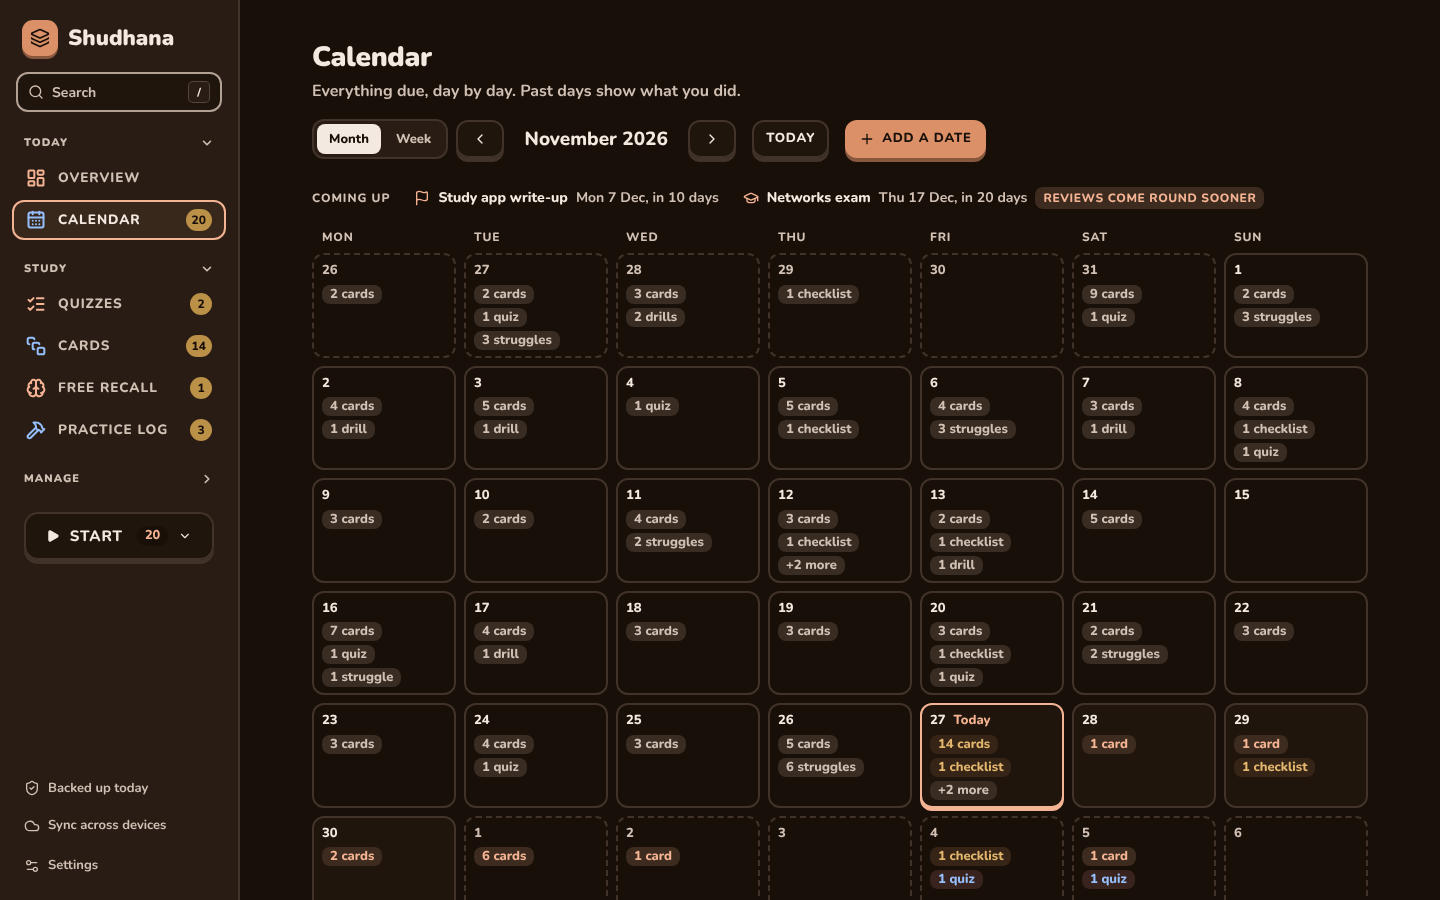 Shudhana
Search /
TODAY
OVERVIEW
CALENDAR 20
STUDY
QUIZZES 2
CARDS 14
FREE RECALL 1
PRACTICE LOG 3
MANAGE
START 20
Backed up today
Sync across devices
Settings
Calendar
Everything due, day by day. Past days show what you did.
Month Week November 2026 TODAY + ADD A DATE
COMING UP Study app write-up Mon 7 Dec, in 10 days Networks exam Thu 17 Dec, in 20 days REVIEWS COME ROUND SOONER
MON TUE WED THU FRI SAT SUN
26 27 28 29 30 31 1
2 cards 2 cards 3 cards 1 checklist 9 cards 2 cards
1 quiz 2 drills 1 quiz 3 struggles
3 struggles
2 3 4 5 6 7 8
4 cards 5 cards 1 quiz 5 cards 4 cards 3 cards 4 cards
1 drill 1 drill 1 checklist 3 struggles 1 drill 1 checklist
1 quiz
9 10 11 12 13 14 15
3 cards 2 cards 4 cards 3 cards 2 cards 5 cards
2 struggles 1 checklist 1 checklist
+2 more 1 drill
16 17 18 19 20 21 22
7 cards 4 cards 3 cards 3 cards 3 cards 2 cards 3 cards
1 quiz 1 drill 1 checklist 2 struggles
1 struggle 1 quiz
23 24 25 26 27 Today 28 29
3 cards 4 cards 3 cards 5 cards 14 cards 1 card 1 card
1 quiz 6 struggles 1 checklist 1 checklist
+2 more
30 1 2 3 4 5 6
2 cards 6 cards 1 card 1 checklist 1 card
1 quiz 1 quiz